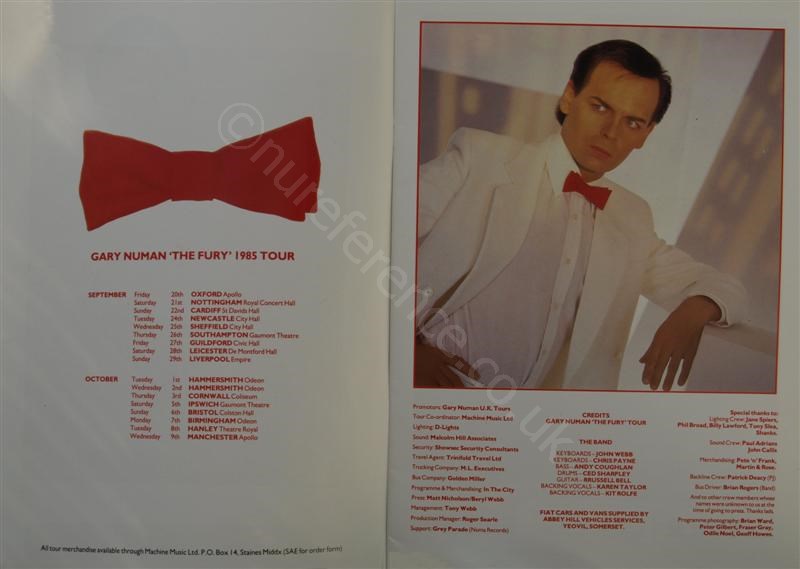 GARY NUMAN 'THE FURY' 1985 TOUR
SEPTEMBER Friday 20th OXFORD Apollo
Saturday 21st NOTTINGHAM Royal Concert Hall
Sunday 22nd CARDIFF St Davids Hall
Tuesday 24th NEWCASTLE City Hall
Wednesday 25th SHEFFIELD City Hall
Thursday 26th SOUTHAMPTON Gaumont Theatre
Friday 27th GUILDFORD Civic Hall
Saturday 28th LEICESTER De Montford Hall
Sunday 29th LIVERPOOL Empire
OCTOBER Tuesday 1st HAMMERSMITH Odeon
Wednesday 2nd HAMMERSMITH Odeon
Thursday 3rd CORNWALL Coliseum
Saturday 5th IPSWICH Gaumont Theatre
Sunday 6th BRISTOL Colston Hall
Monday 7th BIRMINGHAM Odeon
Tuesday 8th HANLEY Theatre Royal
Wednesday 9th MANCHESTER Apollo
All tour merchandise available through Machine Music Ltd. P.O. Box 14, Staines Middx (SAE for order form)
Promotors: Gary Numan U.K. Tours
Tour Co-ordinator: Machine Music Ltd
Lighting: D-Lights
Sound: Malcolm Hill Associates
Security: Showsec Security Consultants
Travel Agent: Trinifold Travel Ltd
Trucking Company: M.L. Executives
Bus Company: Golden Miller
Programme & Merchandising: In The City
Press: Matt Nicholson/Beryl Webb
Management: Tony Webb
Production Manager: Roger Searle
Support: Grey Parade (Numa Records)
CREDITS
GARY NUMAN 'THE FURY' TOUR
THE BAND
KEYBOARDS - JOHN WEBB
KEYBOARDS - CHRIS PAYNE
BASS - ANDY COUGHLAN
DRUMS - CED SHARPLEY
GUITAR - RRUSSELL BELL
BACKING VOCALS - KAREN TAYLOR
BACKING VOCALS - KIT ROLFE
FIAT CARS AND VANS SUPPLIED BY
ABBEY HILL VEHICLES SERVICES,
YEOVIL, SOMERSET.
Special thanks to:
Lighting Crew: Jane Spiers,
Phil Broad, Billy Lawford, Tony Slea,
Shanks.
Sound Crew: Paul Adrians
John Callis
Merchandising: Pete 'n' Frank,
Martin & Rose.
Backline Crew: Patrick Deacy (PJ)
Bus Driver: Brian Rogers (Band)
And to other crew members whose
names were unknown to us at the
time of going to press. Thanks lads.
Programme photography: Brian Ward,
Peter Gilbert, Fraser Gray,
Odile Noel, Geoff Howes.
©nureference.co.uk